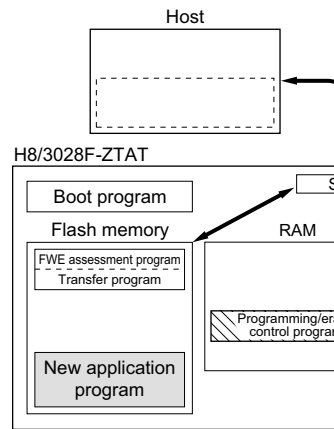 Host
H8/3028F-ZTAT
S
Boot program
Flash memory
RAM
FWE assessment program
Transfer program
Programming/era
control program
New application
program